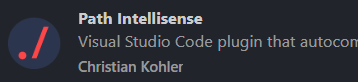 Path Intellisense
Visual Studio Code plugin that autocom
Christian Kohler